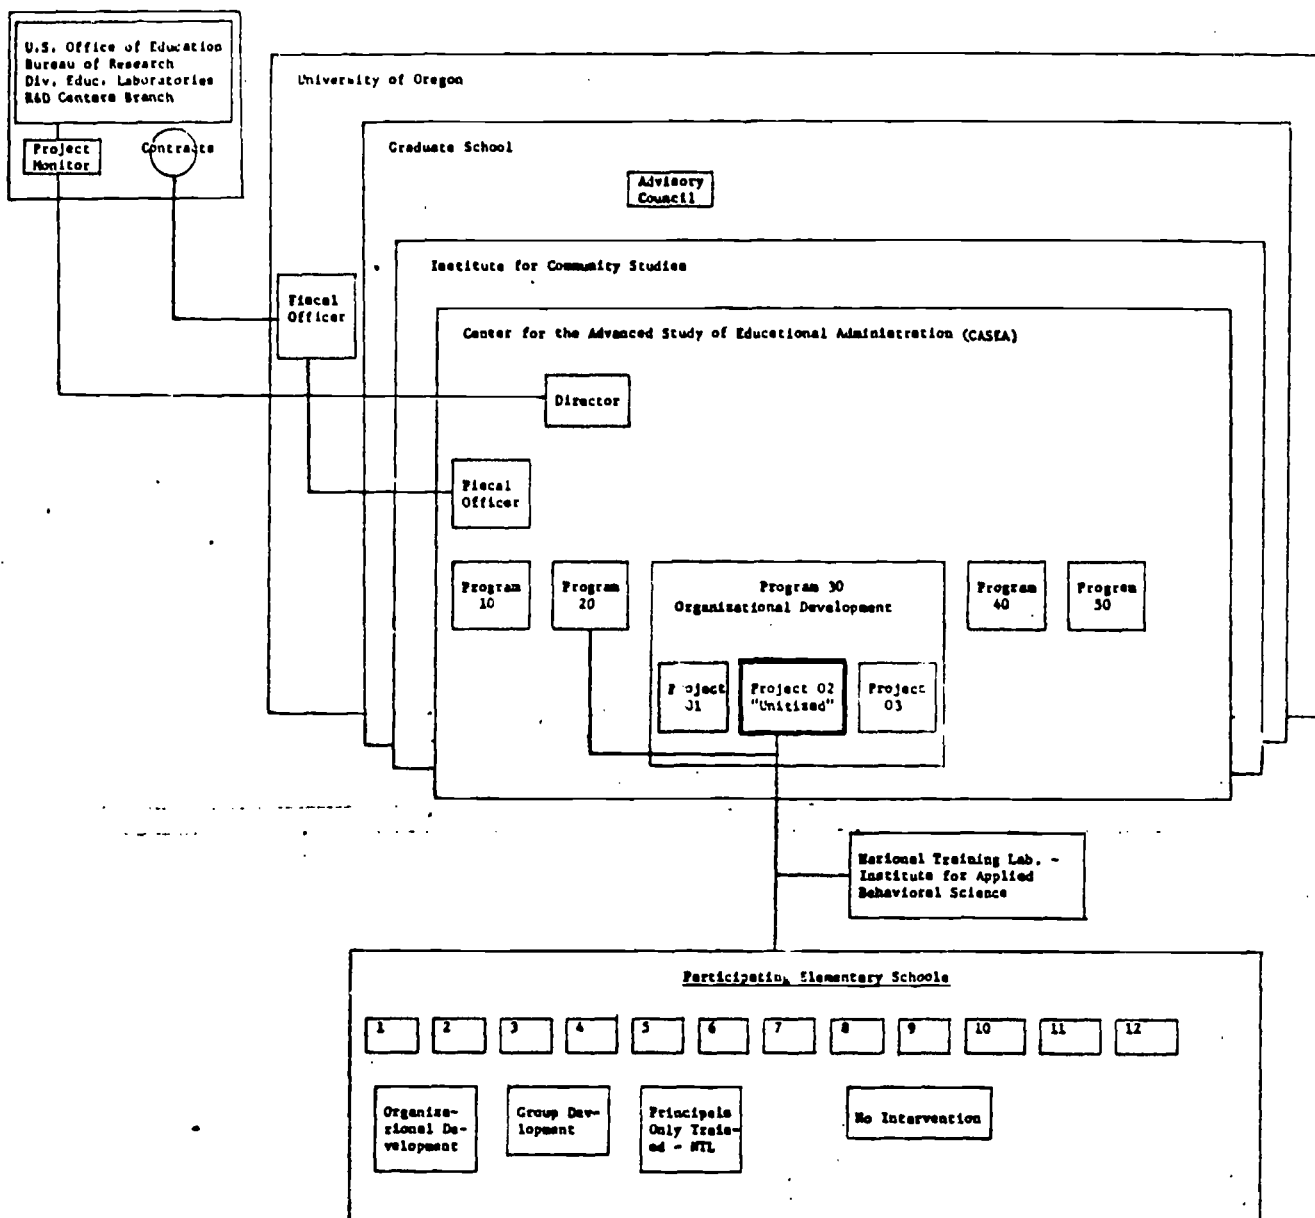 U.S. Office of Education
Bureau of Research
Div. Educ. Laboratories
R&D Centers Branch
Project
Monitor
Contracts
University of Oregon
Graduate School
Advisory
Council
Institute for Community Studies
Fiscal
Officer
Center for the Advanced Study of Educational Administration (CASEA)
Director
Fiscal
Officer
Program
10
Program
20
Program 30
Organizational Development
Program
40
Program
50
Project
01
Project 02
"Unitized"
Project
03
National Training Lab. -
Institute for Applied
Behavioral Science
Participating Elementary Schools
1 2 3 4 5 6 7 8 9 10 11 12
Organiza-
tional De-
velopment
Group Dev-
lopment
Principals
Only Train-
ed - NTL
No Intervention